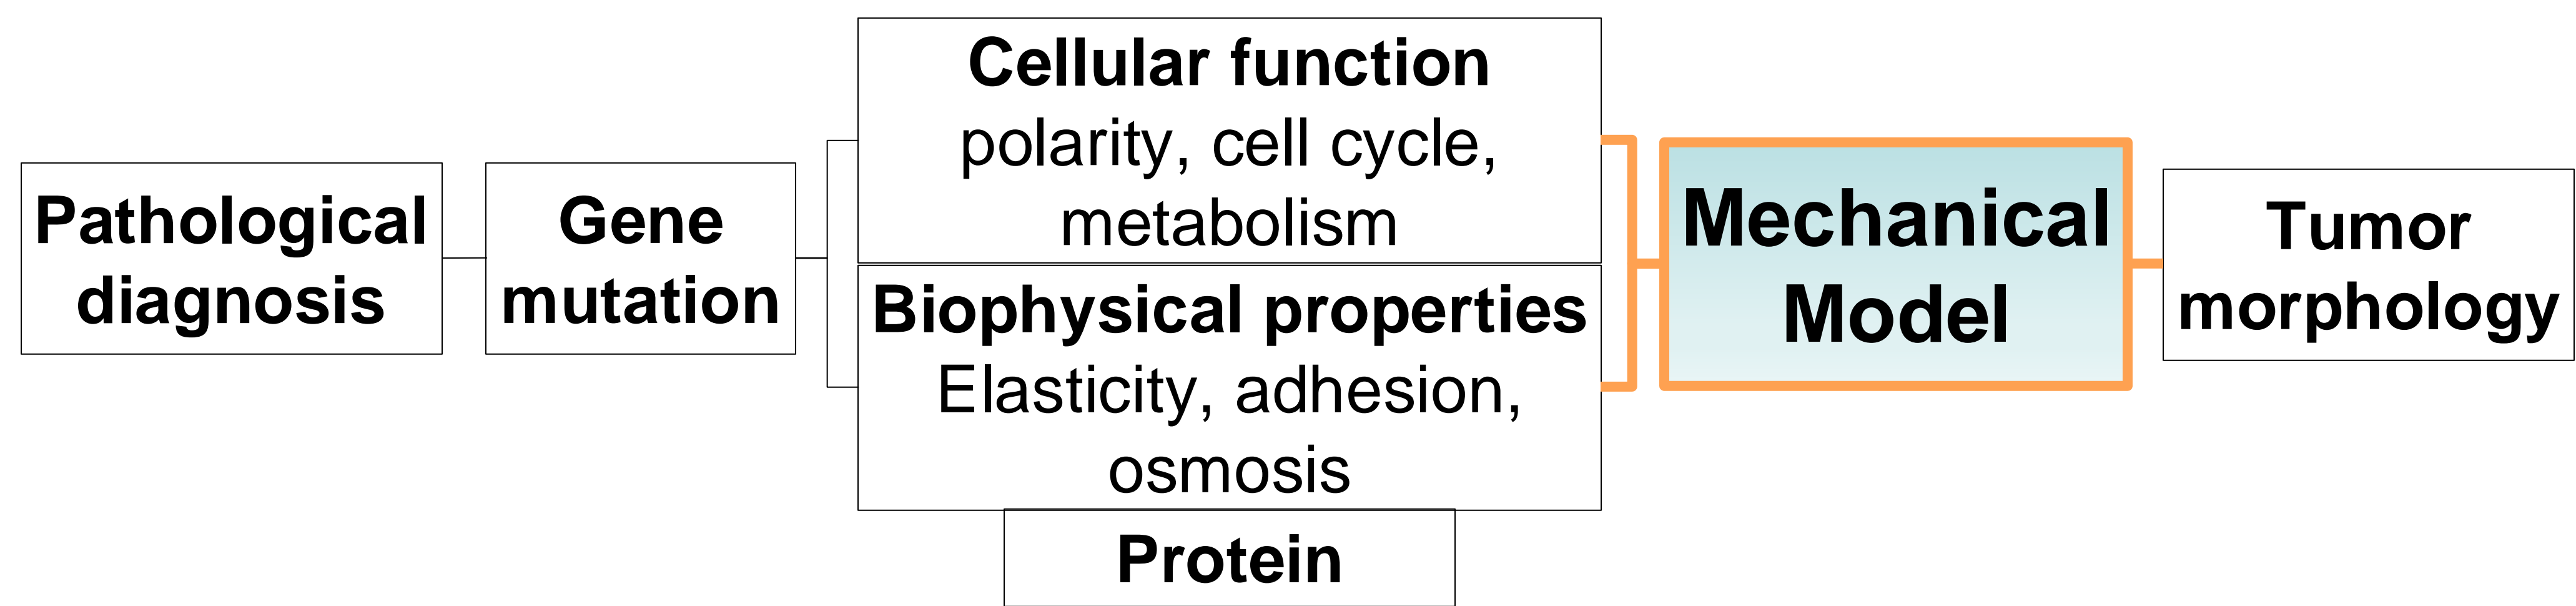 Pathological
diagnosis
Gene
mutation
Cellular function
polarity, cell cycle,
metabolism
Biophysical properties
Elasticity, adhesion,
osmosis
Protein
Mechanical
Model
Tumor
morphology